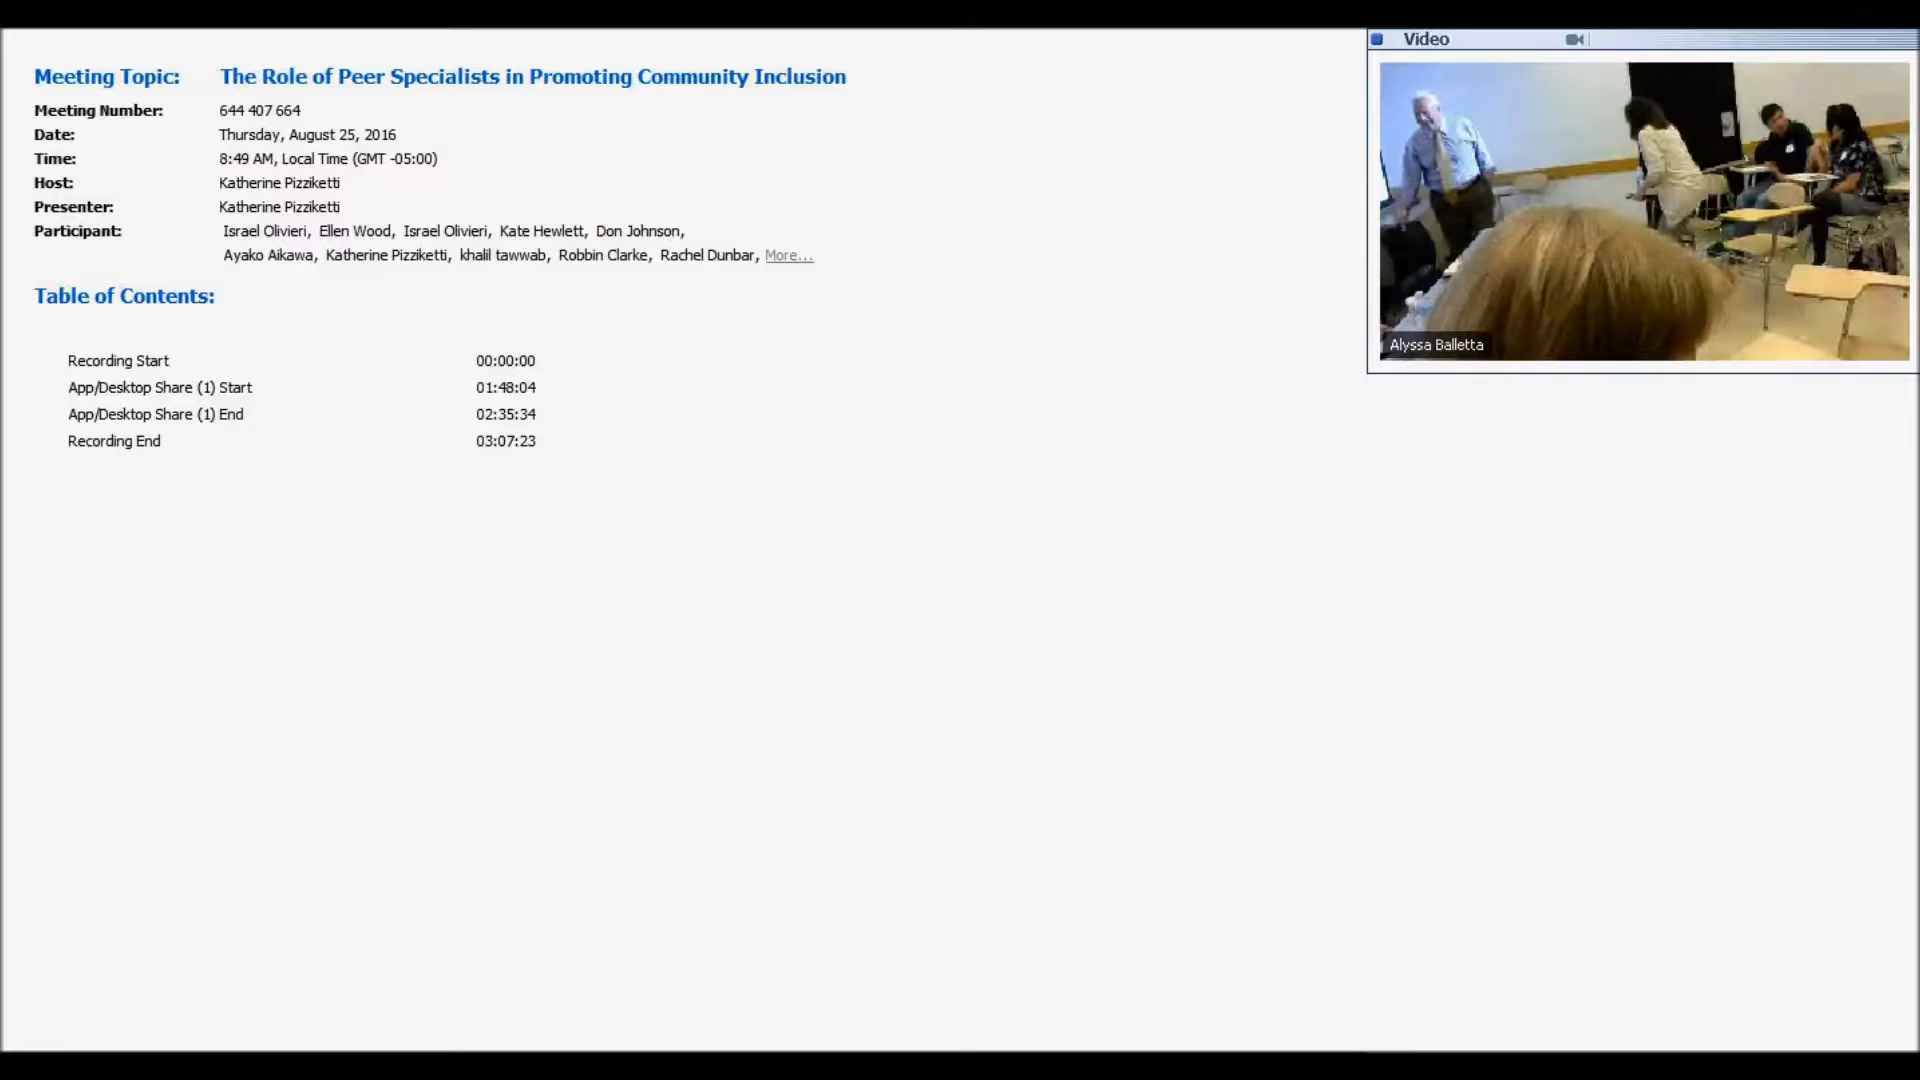 Meeting Topic: The Role of Peer Specialists in Promoting Community Inclusion
Meeting Number: 644 407 664
Date: Thursday, August 25, 2016
Time: 8:49 AM, Local Time (GMT -05:00)
Host: Katherine Pizziketti
Presenter: Katherine Pizziketti
Participant: Israel Olivieri, Ellen Wood, Israel Olivieri, Kate Hewlett, Don Johnson,
Ayako Aikawa, Katherine Pizziketti, khalil tawwab, Robbin Clarke, Rachel Dunbar, More...
Table of Contents:
Recording Start 00:00:00
App/Desktop Share (1) Start 01:48:04
App/Desktop Share (1) End 02:35:34
Recording End 03:07:23
Video
Alyssa Balletta